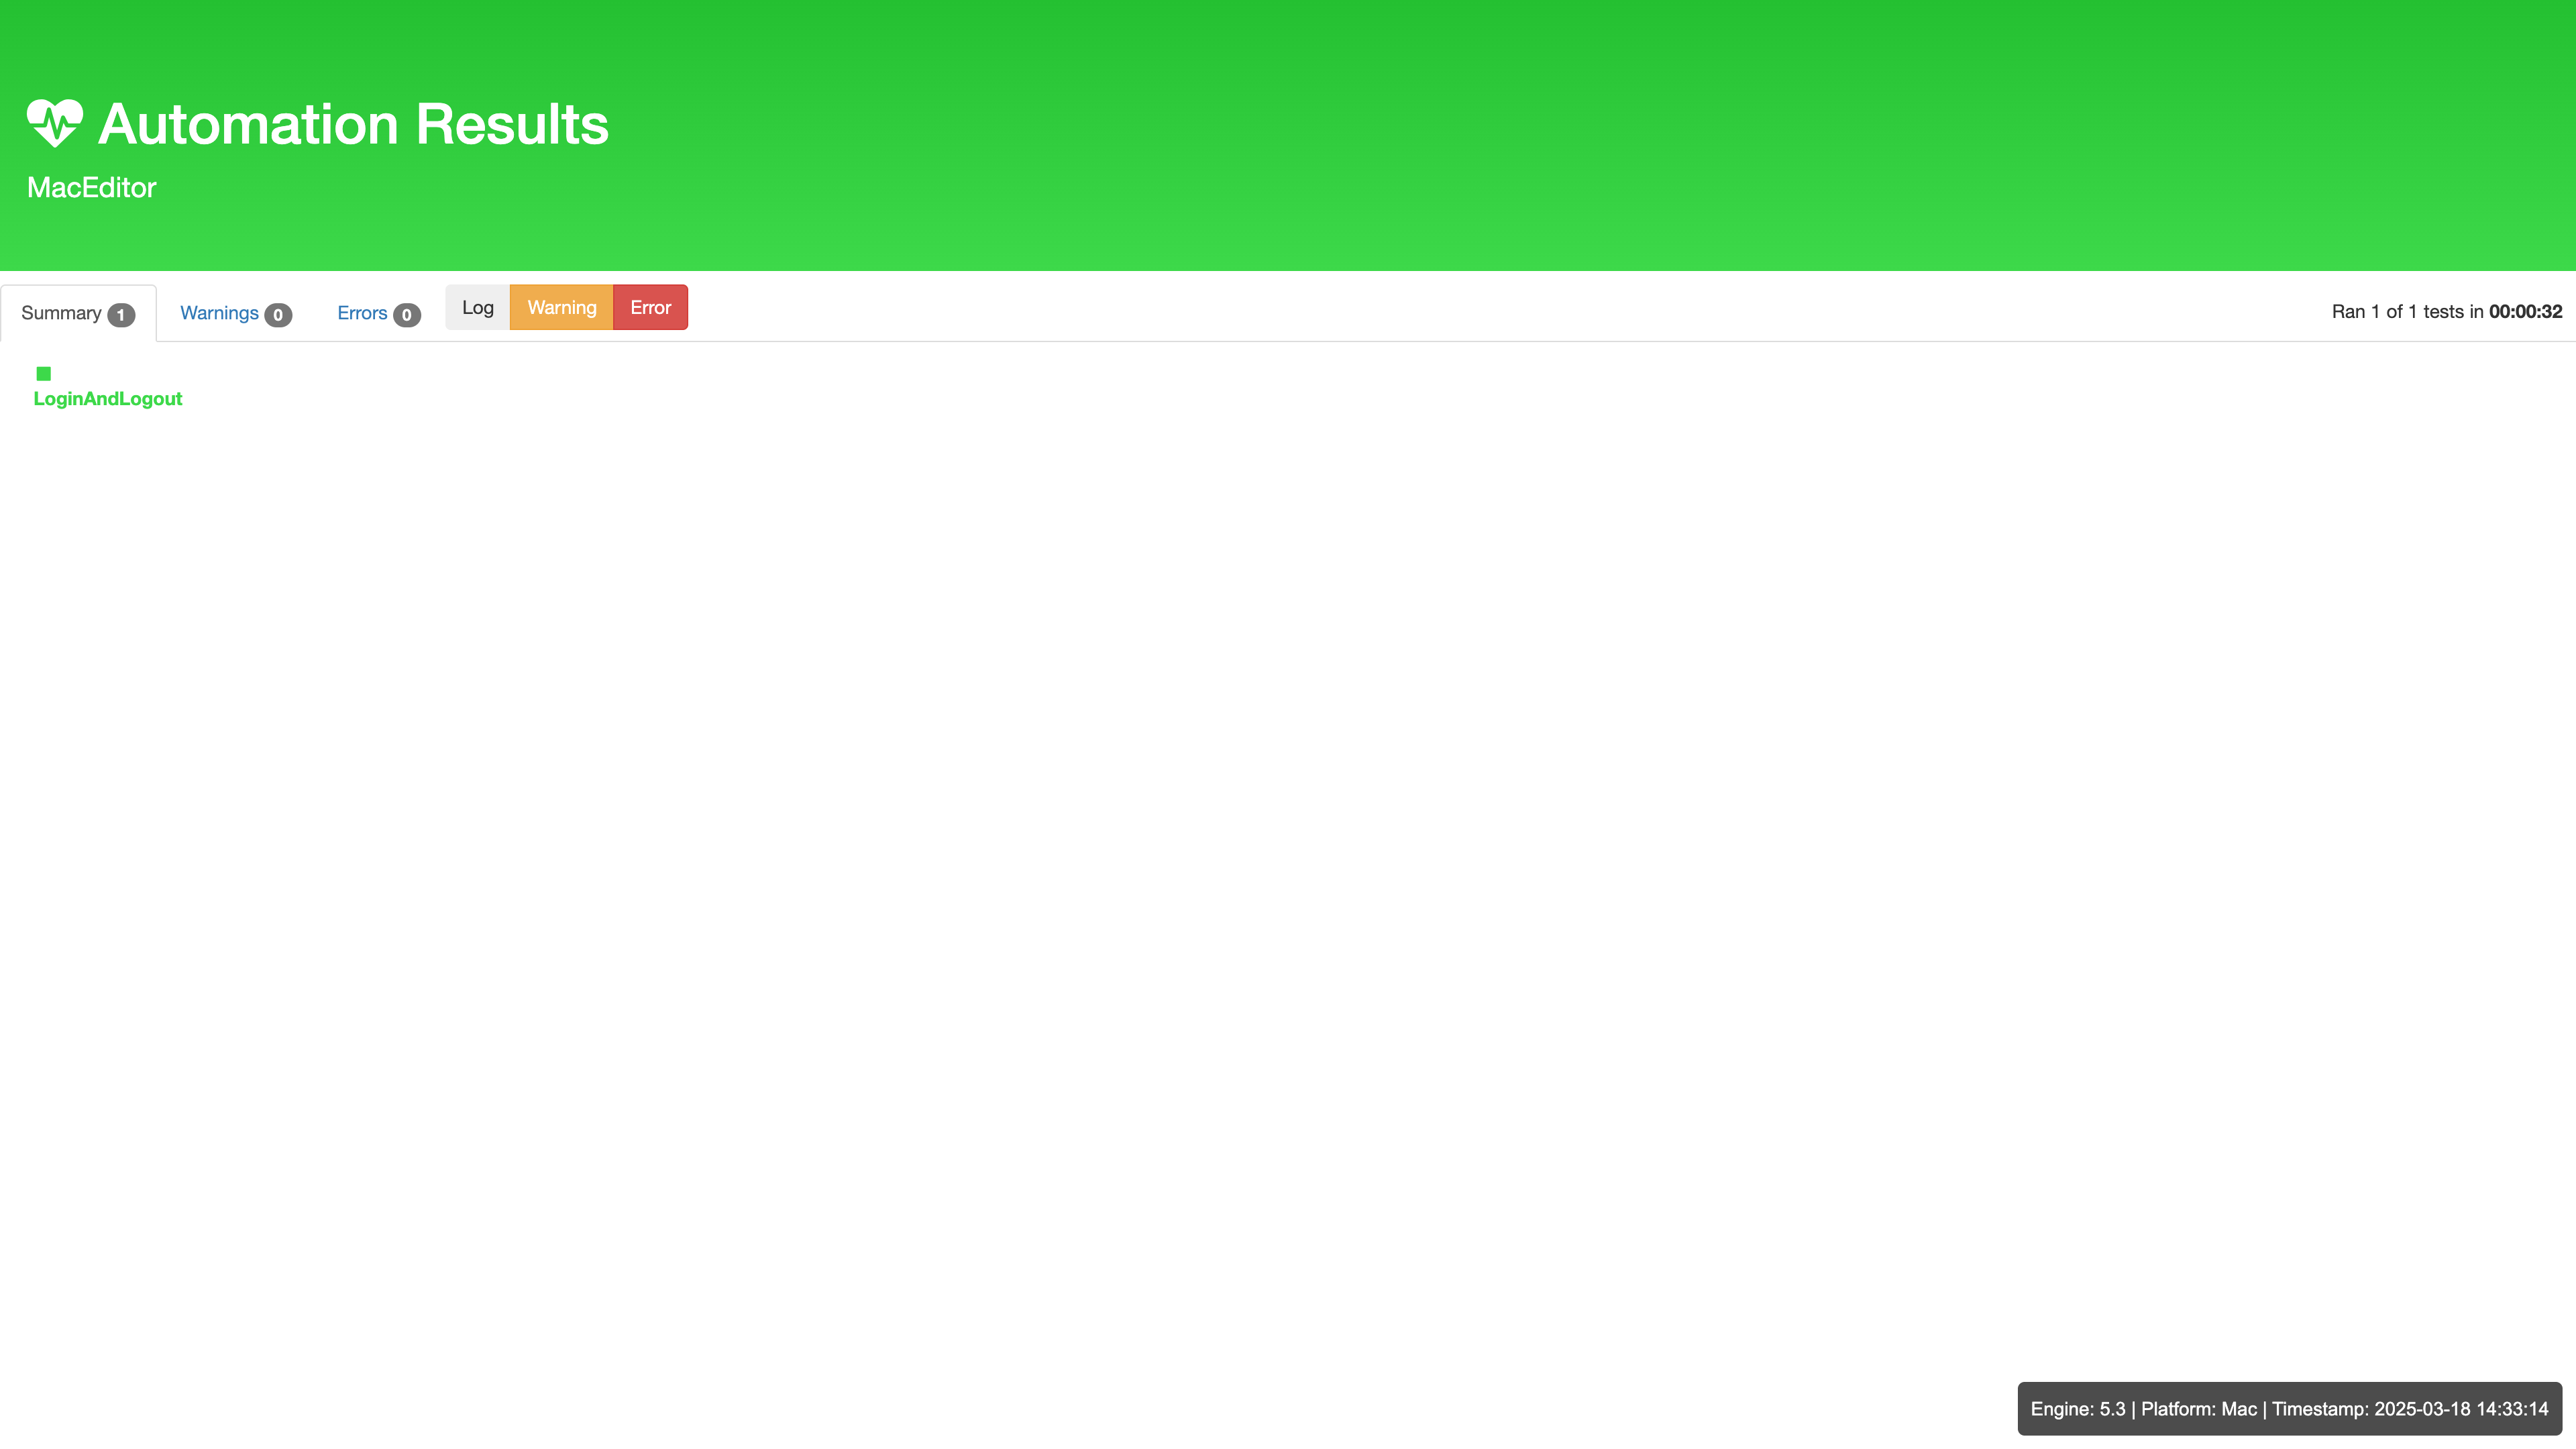 Automation Results
MacEditor
Summary 1 Warnings 0 Errors 0 Log Warning Error Ran 1 of 1 tests in 00:00:32
LoginAndLogout
Engine: 5.3 | Platform: Mac | Timestamp: 2025-03-18 14:33:14